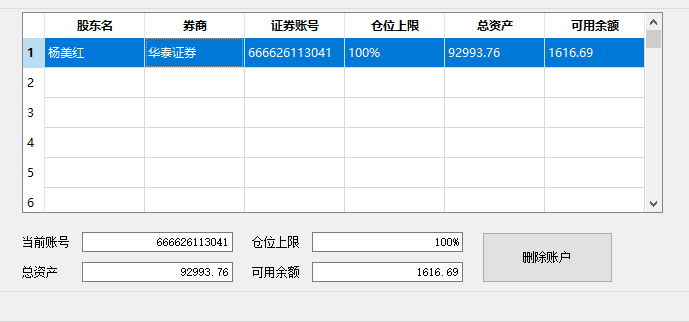 股东名 券商 证券账号 仓位上限 总资产 可用余额
1 杨美红 华泰证券 666626113041 100% 92993.76 1616.69
2
3
4
5
6
当前账号 666626113041 仓位上限 100% 删除账户
总资产 92993.76 可用余额 1616.69